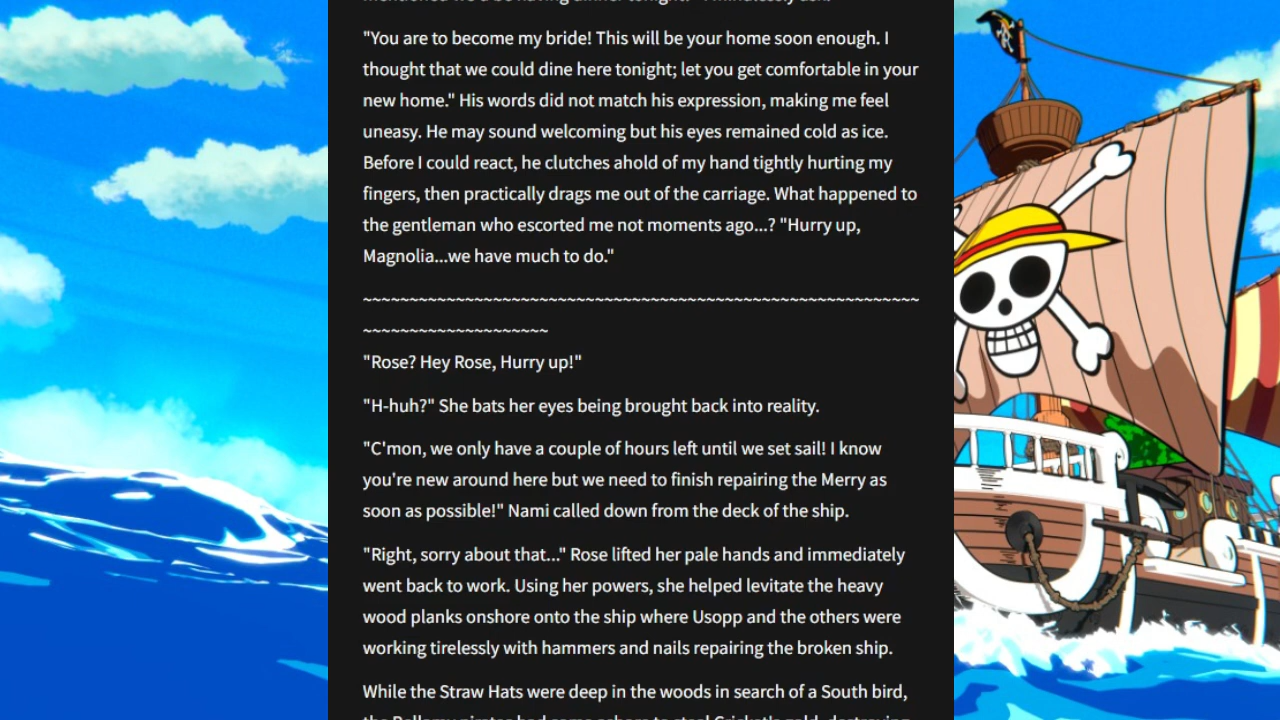 "You are to become my bride! This will be your home soon enough. I
thought that we could dine here tonight; let you get comfortable in your
new home." His words did not match his expression, making me feel
uneasy. He may sound welcoming but his eyes remained cold as ice.
Before I could react, he clutches ahold of my hand tightly hurting my
fingers, then practically drags me out of the carriage. What happened to
the gentleman who escorted me not moments ago...? "Hurry up,
Magnolia...we have much to do."
~~~~~~~~~~~~~~~~~~~~~~~~~~~~~~~~~~~~~~~~~~~~~~~~~~~~~~~~~~~~
~~~~~~~~~~~~~~~~~~~~
"Rose? Hey Rose, Hurry up!"
"H-huh?" She bats her eyes being brought back into reality.
"C'mon, we only have a couple of hours left until we set sail! I know
you're new around here but we need to finish repairing the Merry as
soon as possible!" Nami called down from the deck of the ship.
"Right, sorry about that..." Rose lifted her pale hands and immediately
went back to work. Using her powers, she helped levitate the heavy
wood planks onshore onto the ship where Usopp and the others were
working tirelessly with hammers and nails repairing the broken ship.
While the Straw Hats were deep in the woods in search of a South bird,